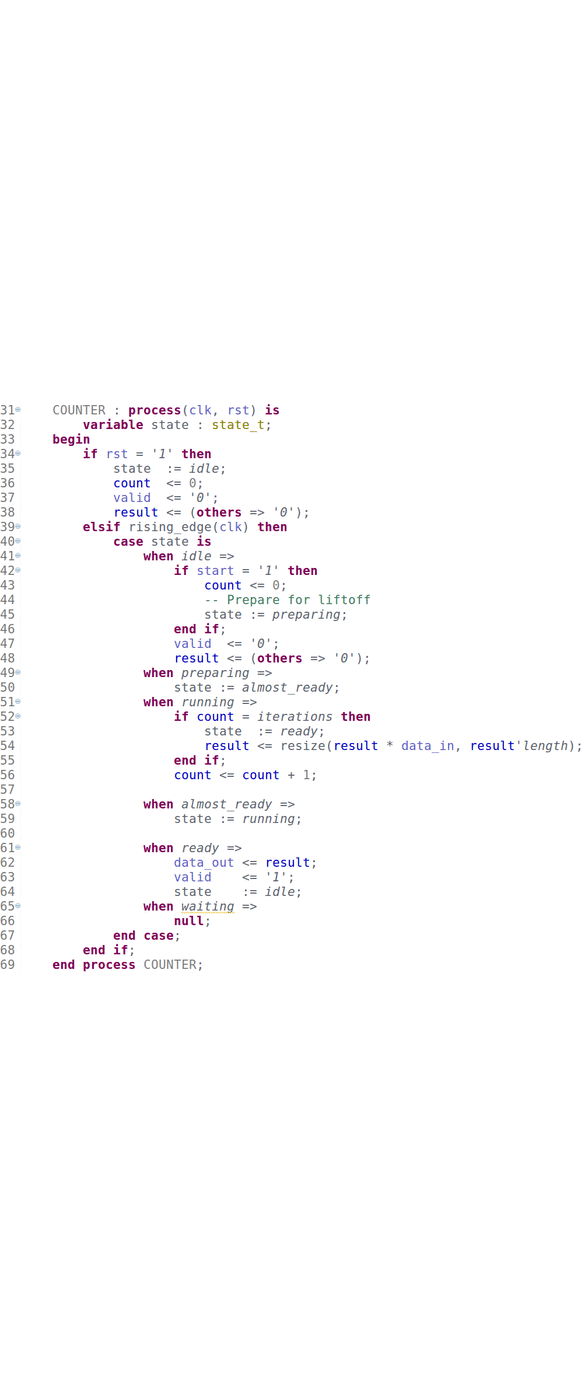 31 COUNTER : process(clk, rst) is
32 variable state : state_t;
33 begin
34 if rst = '1' then
35 state := idle;
36 count <= 0;
37 valid <= '0';
38 result <= (others => '0');
39 elsif rising_edge(clk) then
40 case state is
41 when idle =>
42 if start = '1' then
43 count <= 0;
44 -- Prepare for liftoff
45 state := preparing;
46 end if;
47 valid <= '0';
48 result <= (others => '0');
49 when preparing =>
50 state := almost_ready;
51 when running =>
52 if count = iterations then
53 state := ready;
54 result <= resize(result * data_in, result'length);
55 end if;
56 count <= count + 1;
57
58 when almost_ready =>
59 state := running;
60
61 when ready =>
62 data_out <= result;
63 valid <= '1';
64 state := idle;
65 when waiting =>
66 null;
67 end case;
68 end if;
69 end process COUNTER;